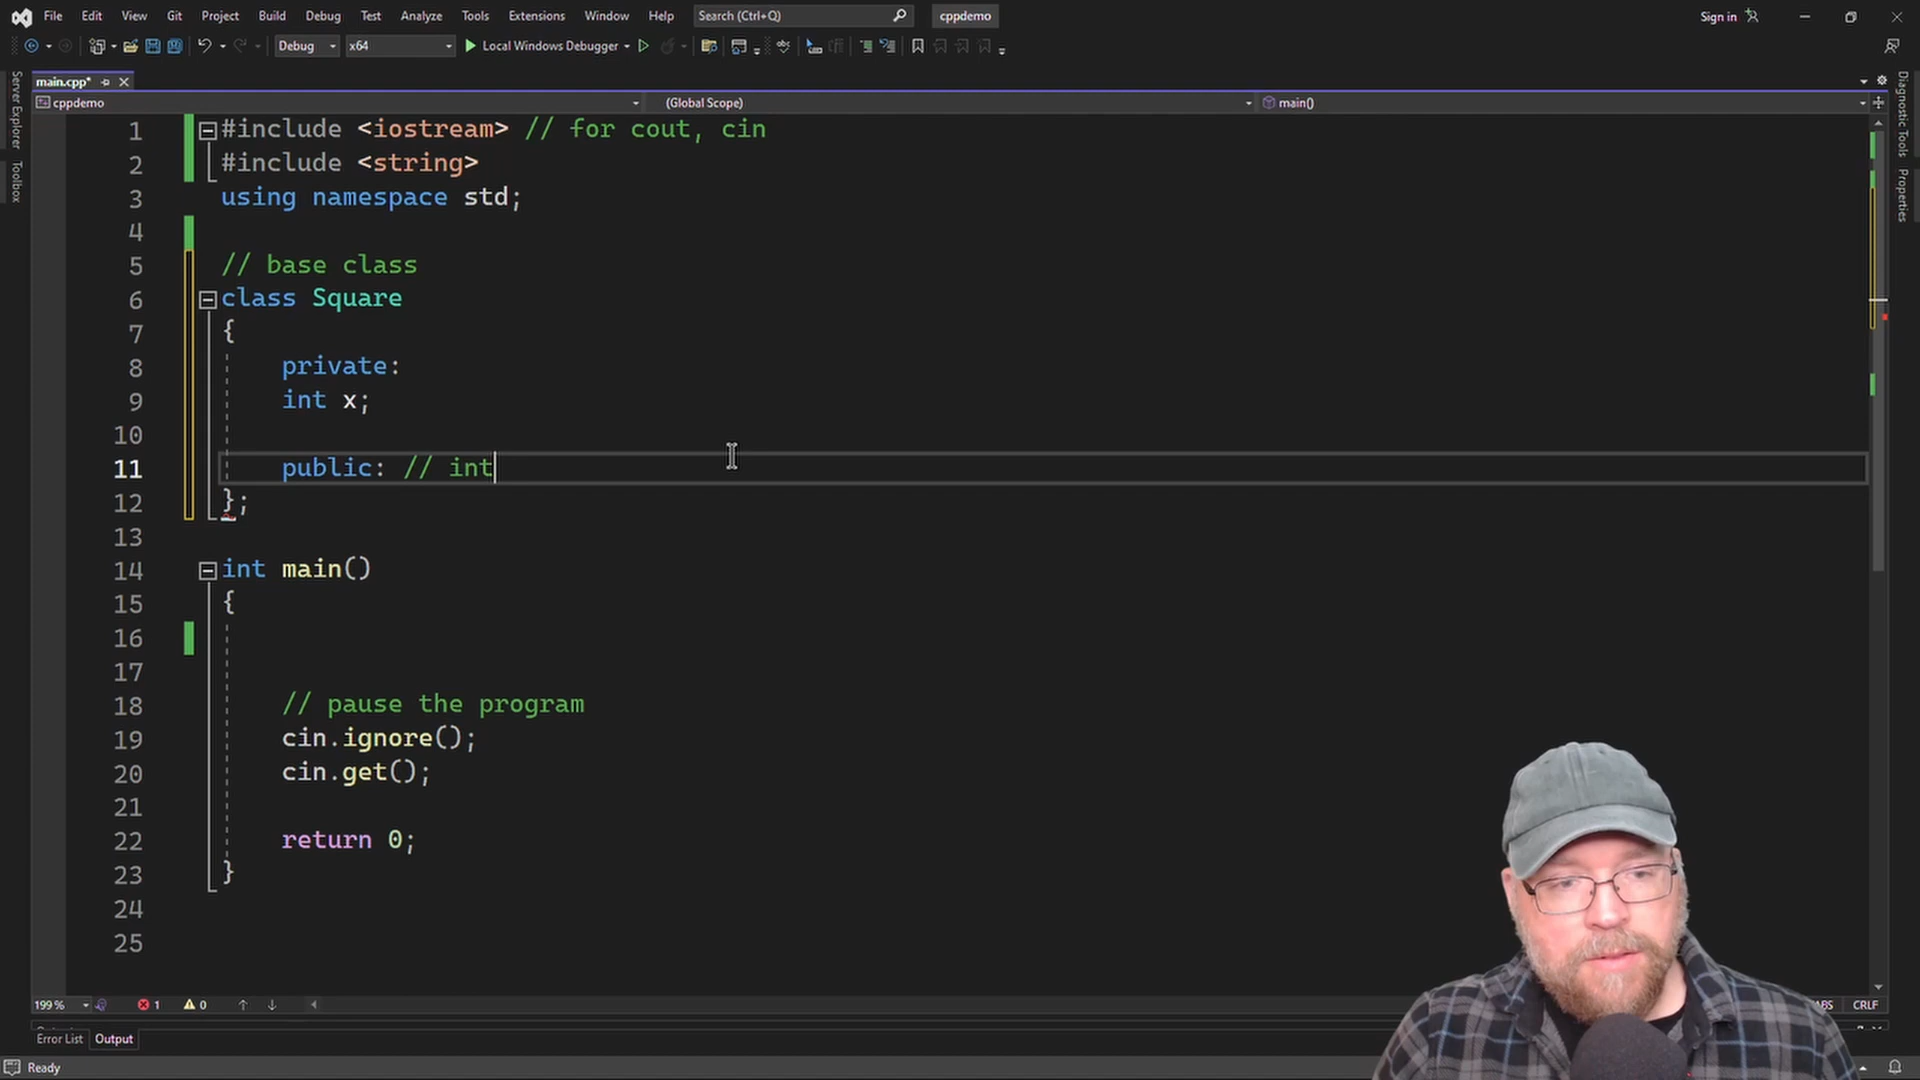 File Edit View Git Project Build Debug Test Analyze Tools Extensions Window Help Search (Ctrl+Q) cppdemo Sign in
Debug x64 Local Windows Debugger
main.cpp*
cppdemo (Global Scope) main()
Server Explorer
Toolbox
Diagnostic Tools
Properties
1 #include <iostream> // for cout, cin
2 #include <string>
3 using namespace std;
4
5 // base class
6 class Square
7 {
8 private:
9 int x;
10
11 public: // int
12 };
13
14 int main()
15 {
16
17
18 // pause the program
19 cin.ignore();
20 cin.get();
21
22 return 0;
23 }
24
25
199 % 1 0 CRLF
Error List Output
Ready